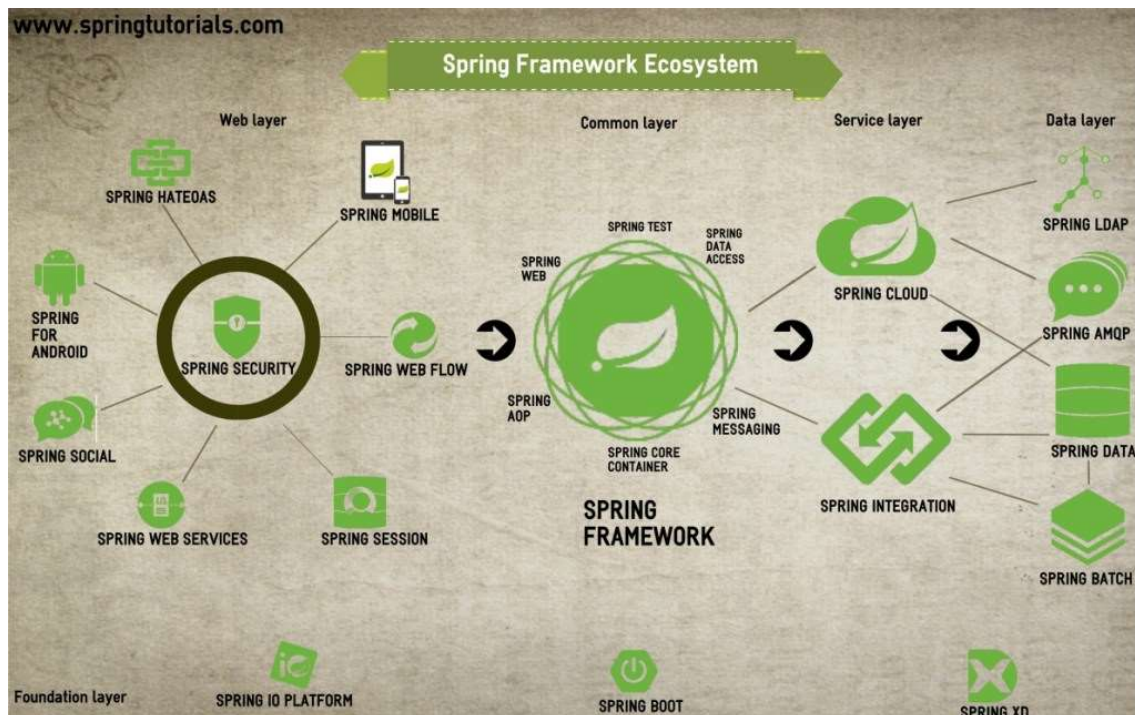 www.springtutorials.com
Spring Framework Ecosystem
Web layer
Common layer
Service layer
Data layer
SPRING HATEOAS
SPRING MOBILE
SPRING
FOR
ANDROID
SPRING SECURITY
SPRING WEB FLOW
SPRING SOCIAL
SPRING WEB SERVICES
SPRING SESSION
SPRING TEST
SPRING
DATA
ACCESS
SPRING
WEB
SPRING
AOP
SPRING
MESSAGING
SPRING CORE
CONTAINER
SPRING
FRAMEWORK
SPRING CLOUD
SPRING INTEGRATION
SPRING LDAP
SPRING AMQP
SPRING DATA
SPRING BATCH
Foundation layer
iO
SPRING IO PLATFORM
SPRING BOOT
XD
SPRING XD